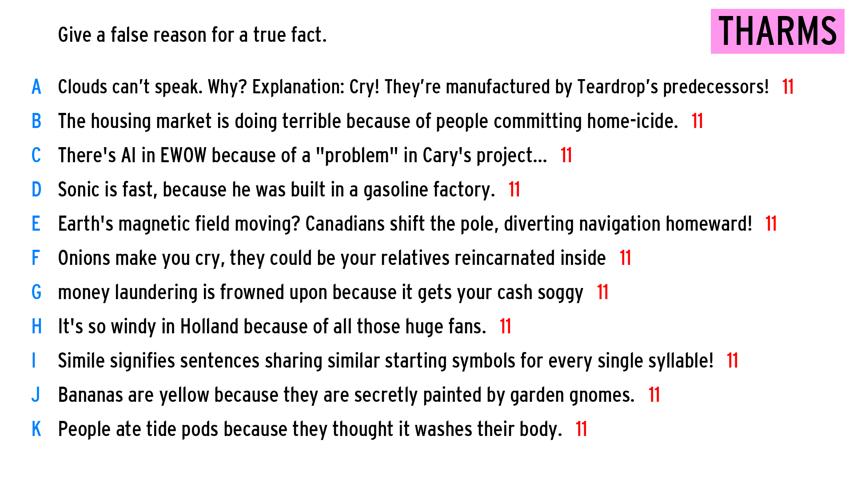 Give a false reason for a true fact.
THARMS
A Clouds can't speak. Why? Explanation: Cry! They're manufactured by Teardrop's predecessors! 11
B The housing market is doing terrible because of people committing home-icide. 11
C There's AI in EWOW because of a "problem" in Cary's project... 11
D Sonic is fast, because he was built in a gasoline factory. 11
E Earth's magnetic field moving? Canadians shift the pole, diverting navigation homeward! 11
F Onions make you cry, they could be your relatives reincarnated inside 11
G money laundering is frowned upon because it gets your cash soggy 11
H It's so windy in Holland because of all those huge fans. 11
I Simile signifies sentences sharing similar starting symbols for every single syllable! 11
J Bananas are yellow because they are secretly painted by garden gnomes. 11
K People ate tide pods because they thought it washes their body. 11